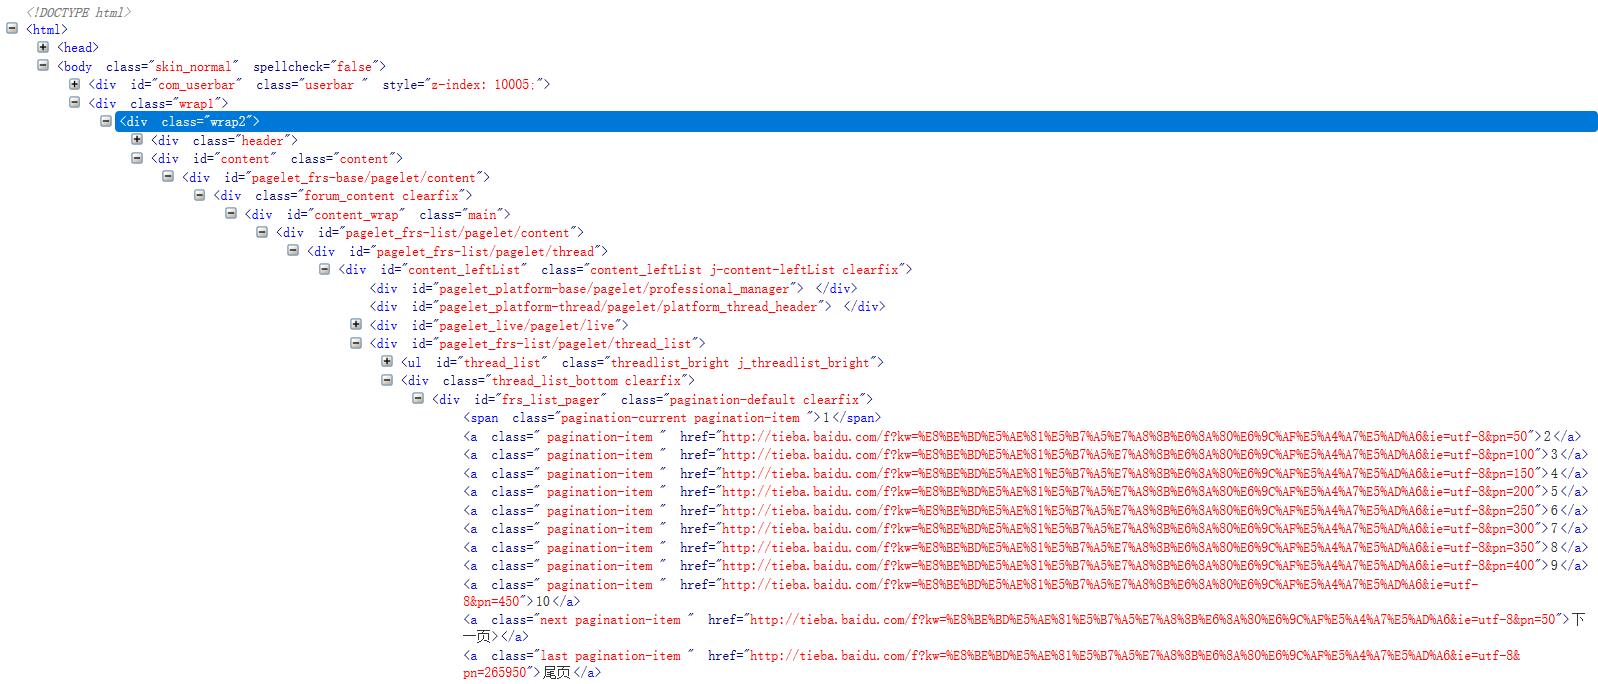 <!DOCTYPE html>
<html>
<head>
<body class="skin_normal" spellcheck="false">
<div id="com_userbar" class="userbar " style="z-index: 10005;">
<div class="wrap1">
<div class="wrap2">
<div class="header">
<div id="content" class="content">
<div id="pagelet_frs-base/pagelet/content">
<div class="forum_content clearfix">
<div id="content_wrap" class="main">
<div id="pagelet_frs-list/pagelet/content">
<div id="pagelet_frs-list/pagelet/thread">
<div id="content_leftList" class="content_leftList j-content-leftList clearfix">
<div id="pagelet_platform-base/pagelet/professional_manager"> </div>
<div id="pagelet_platform-thread/pagelet/platform_thread_header"> </div>
<div id="pagelet_live/pagelet/live">
<div id="pagelet_frs-list/pagelet/thread_list">
<ul id="thread_list" class="threadlist_bright j_threadlist_bright">
<div class="thread_list_bottom clearfix">
<div id="frs_list_pager" class="pagination-default clearfix">
<span class="pagination-current pagination-item ">1</span>
<a class=" pagination-item " href="http://tieba.baidu.com/f?kw=%E8%BE%BD%E5%AE%81%E5%B7%A5%E7%A8%8B%E6%8A%80%E6%9C%AF%E5%A4%A7%E5%AD%A6&ie=utf-8&pn=50">2</a>
<a class=" pagination-item " href="http://tieba.baidu.com/f?kw=%E8%BE%BD%E5%AE%81%E5%B7%A5%E7%A8%8B%E6%8A%80%E6%9C%AF%E5%A4%A7%E5%AD%A6&ie=utf-8&pn=100">3</a>
<a class=" pagination-item " href="http://tieba.baidu.com/f?kw=%E8%BE%BD%E5%AE%81%E5%B7%A5%E7%A8%8B%E6%8A%80%E6%9C%AF%E5%A4%A7%E5%AD%A6&ie=utf-8&pn=150">4</a>
<a class=" pagination-item " href="http://tieba.baidu.com/f?kw=%E8%BE%BD%E5%AE%81%E5%B7%A5%E7%A8%8B%E6%8A%80%E6%9C%AF%E5%A4%A7%E5%AD%A6&ie=utf-8&pn=200">5</a>
<a class=" pagination-item " href="http://tieba.baidu.com/f?kw=%E8%BE%BD%E5%AE%81%E5%B7%A5%E7%A8%8B%E6%8A%80%E6%9C%AF%E5%A4%A7%E5%AD%A6&ie=utf-8&pn=250">6</a>
<a class=" pagination-item " href="http://tieba.baidu.com/f?kw=%E8%BE%BD%E5%AE%81%E5%B7%A5%E7%A8%8B%E6%8A%80%E6%9C%AF%E5%A4%A7%E5%AD%A6&ie=utf-8&pn=300">7</a>
<a class=" pagination-item " href="http://tieba.baidu.com/f?kw=%E8%BE%BD%E5%AE%81%E5%B7%A5%E7%A8%8B%E6%8A%80%E6%9C%AF%E5%A4%A7%E5%AD%A6&ie=utf-8&pn=350">8</a>
<a class=" pagination-item " href="http://tieba.baidu.com/f?kw=%E8%BE%BD%E5%AE%81%E5%B7%A5%E7%A8%8B%E6%8A%80%E6%9C%AF%E5%A4%A7%E5%AD%A6&ie=utf-8&pn=400">9</a>
<a class=" pagination-item " href="http://tieba.baidu.com/f?kw=%E8%BE%BD%E5%AE%81%E5%B7%A5%E7%A8%8B%E6%8A%80%E6%9C%AF%E5%A4%A7%E5%AD%A6&ie=utf-
8&pn=450">10</a>
<a class="next pagination-item " href="http://tieba.baidu.com/f?kw=%E8%BE%BD%E5%AE%81%E5%B7%A5%E7%A8%8B%E6%8A%80%E6%9C%AF%E5%A4%A7%E5%AD%A6&ie=utf-8&pn=50">下
一页></a>
<a class="last pagination-item " href="http://tieba.baidu.com/f?kw=%E8%BE%BD%E5%AE%81%E5%B7%A5%E7%A8%8B%E6%8A%80%E6%9C%AF%E5%A4%A7%E5%AD%A6&ie=utf-8&
pn=265950">尾页</a>